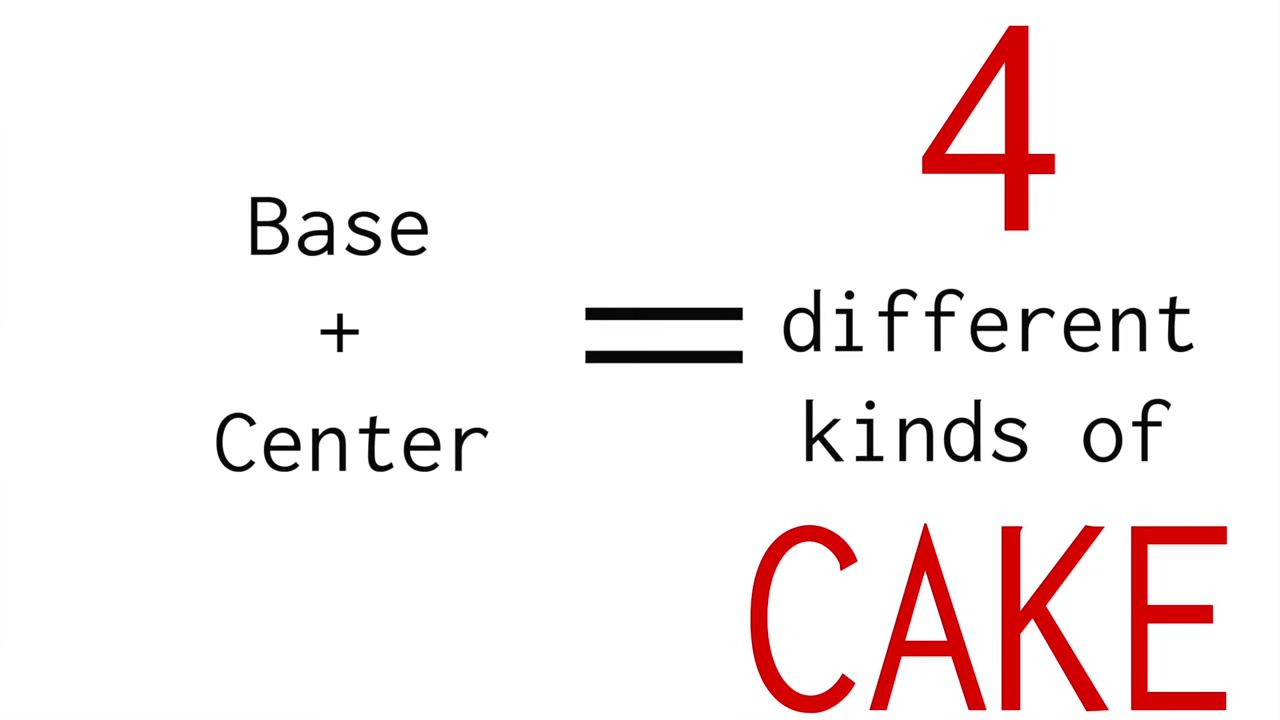 Base
+
Center
=
4
different
kinds of
CAKE